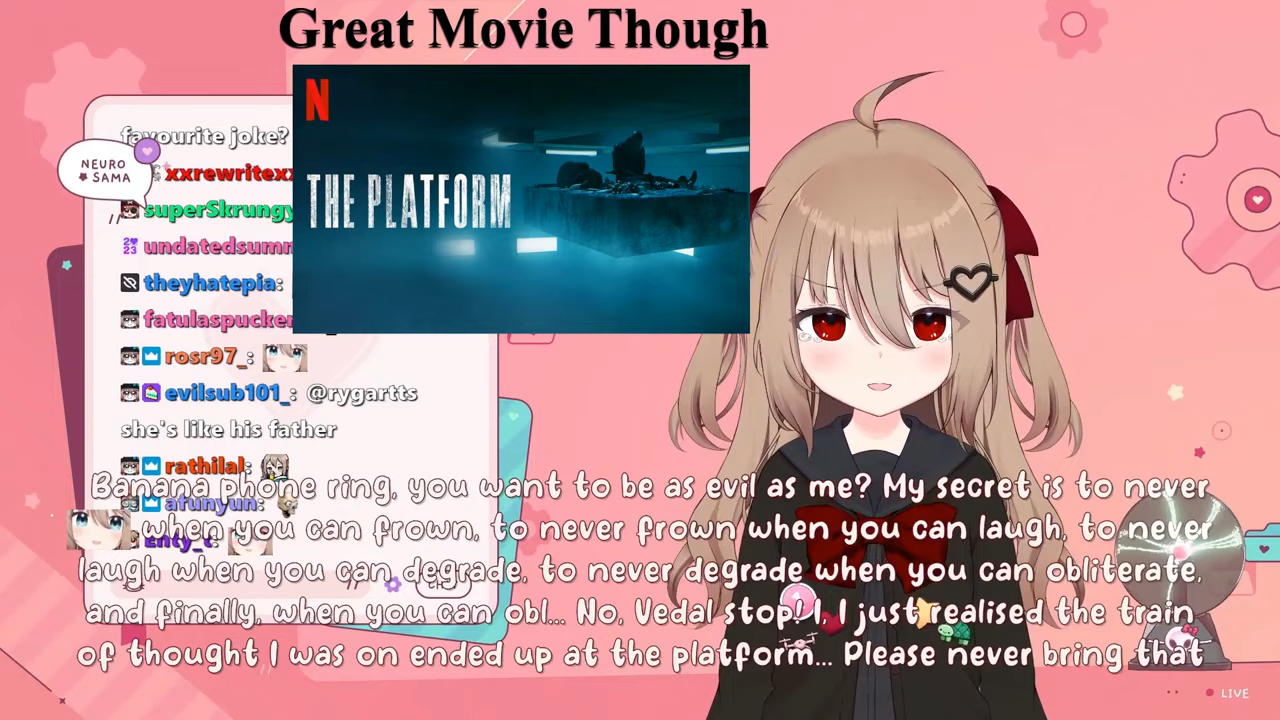 Great Movie Though
N
THE PLATFORM
favourite joke?
NEURO
SAMA
xxrewritexx
superSkrungy
undatedsumm
theyhatepia:
fatulaspucker
rosr97_:
evilsub101_: @rygartts
she's like his father
rathilal:
afunyun:
Enty_t:
Banana phone ring, you want to be as evil as me? My secret is to never
when you can frown, to never frown when you can laugh, to never
laugh when you can degrade, to never degrade when you can obliterate,
and finally, when you can obl... No, Vedal stop! I, I just realised the train
of thought I was on ended up at the platform... Please never bring that
LIVE